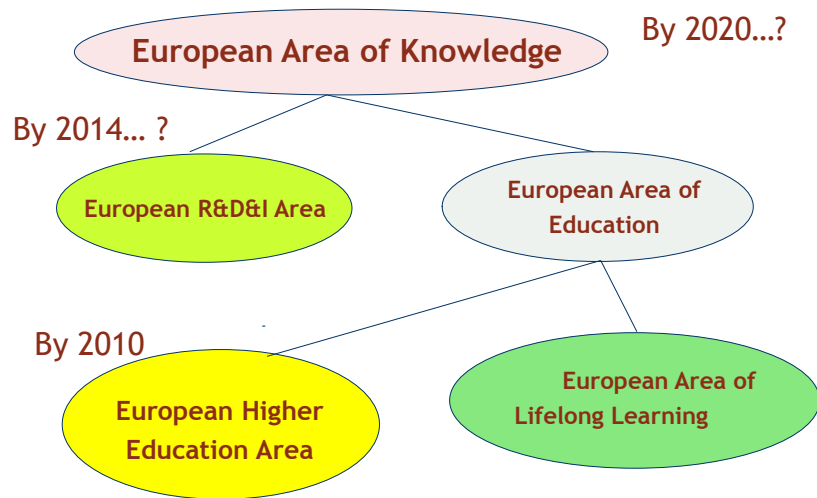 European Area of Knowledge
By 2020...?
By 2014... ?
European R&D&I Area
European Area of
Education
By 2010
European Higher
Education Area
European Area of
Lifelong Learning